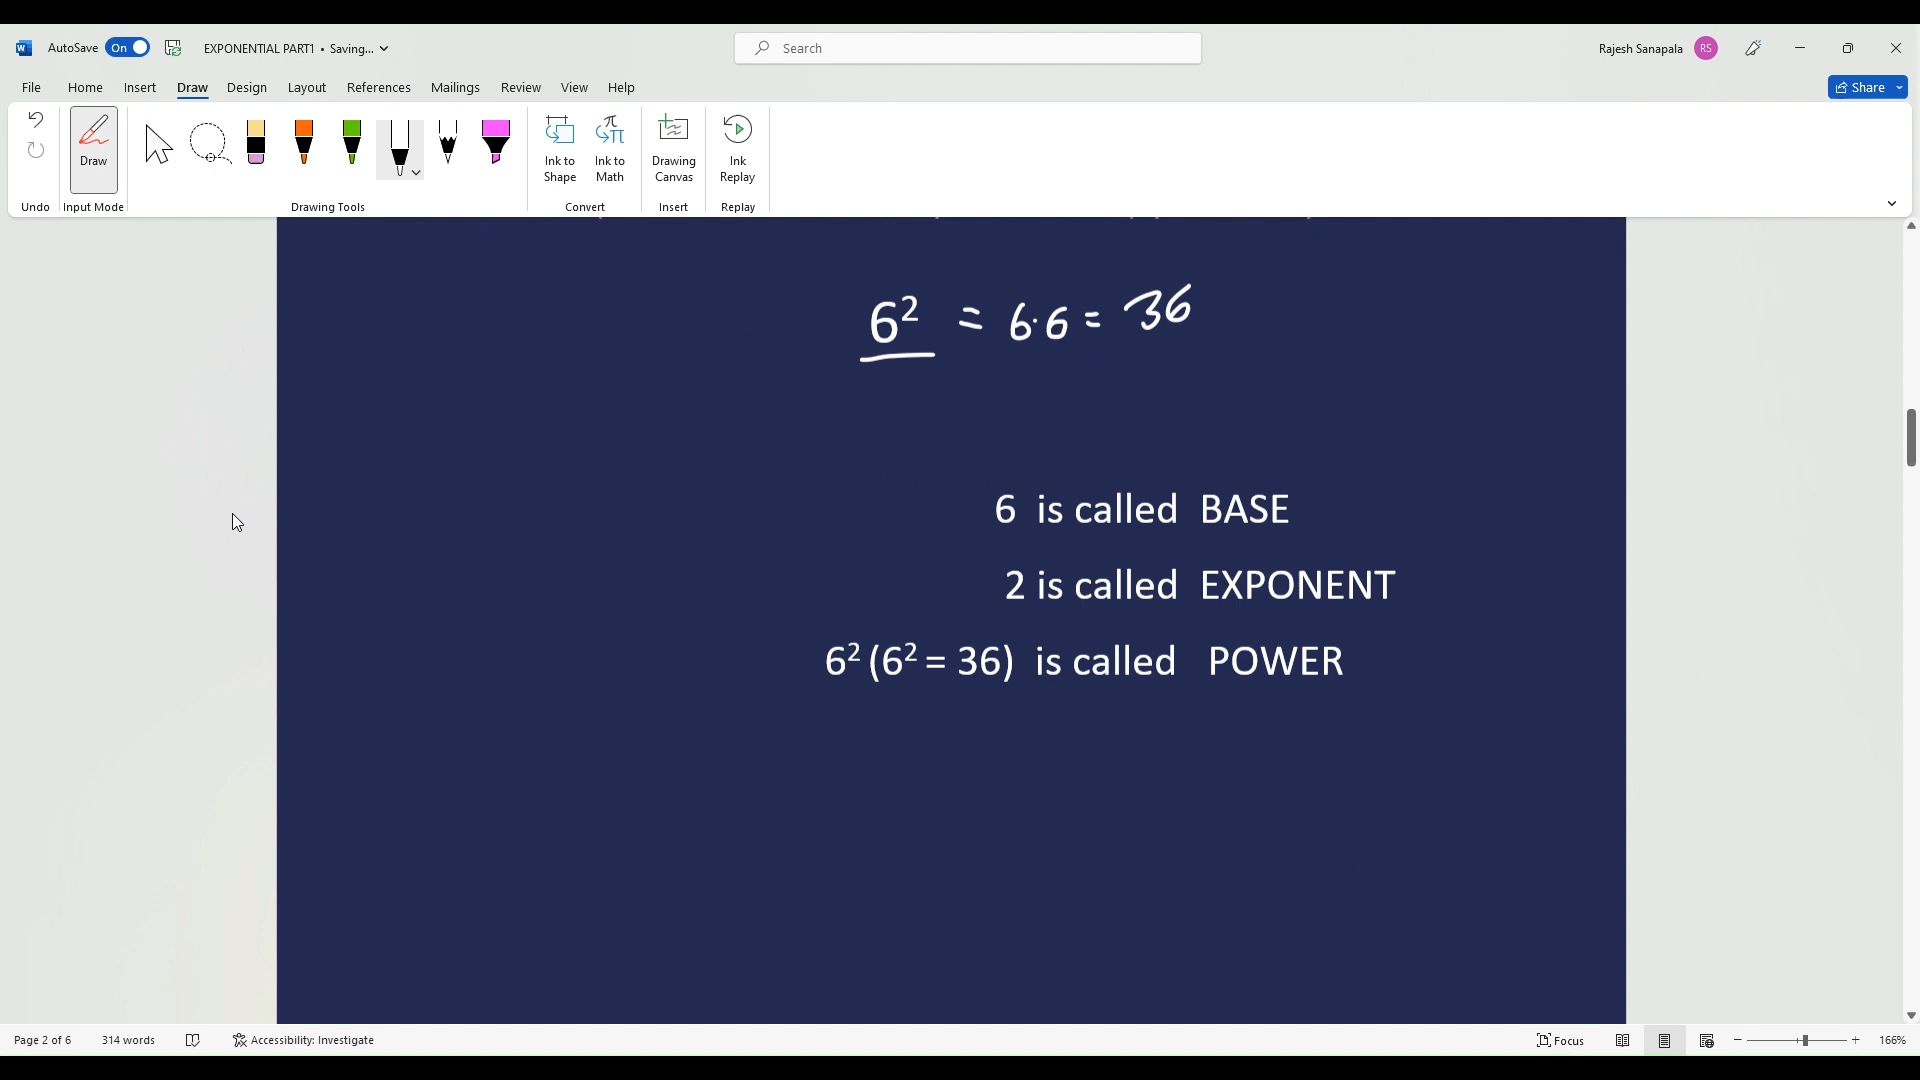 AutoSave On EXPONENTIAL PART1 • Saving... Search Rajesh Sanapala RS
File Home Insert Draw Design Layout References Mailings Review View Help Share
Draw Ink to Shape Ink to Math Drawing Canvas Ink Replay
Undo Input Mode Drawing Tools Convert Insert Replay
6² = 6·6 = 36
6 is called BASE
2 is called EXPONENT
6² (6² = 36) is called POWER
Page 2 of 6 314 words Accessibility: Investigate Focus 166%